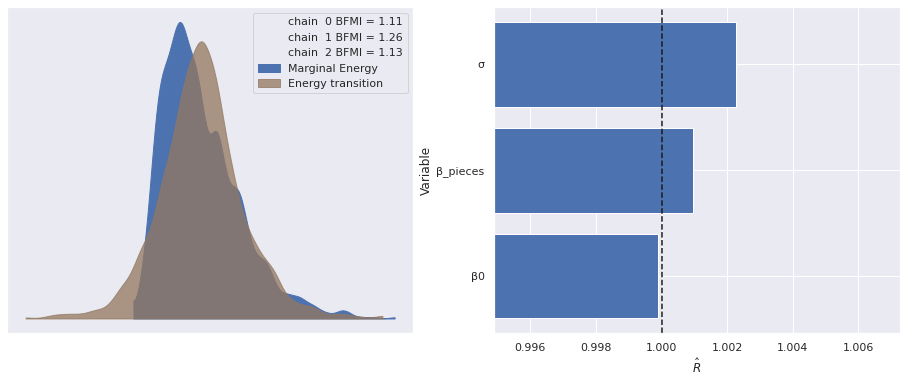 chain  0 BFMI = 1.11
chain  1 BFMI = 1.26
chain  2 BFMI = 1.13
Marginal Energy
Energy transition
Variable
σ
β_pieces
β0
0.996 0.998 1.000 1.002 1.004 1.006
R̂